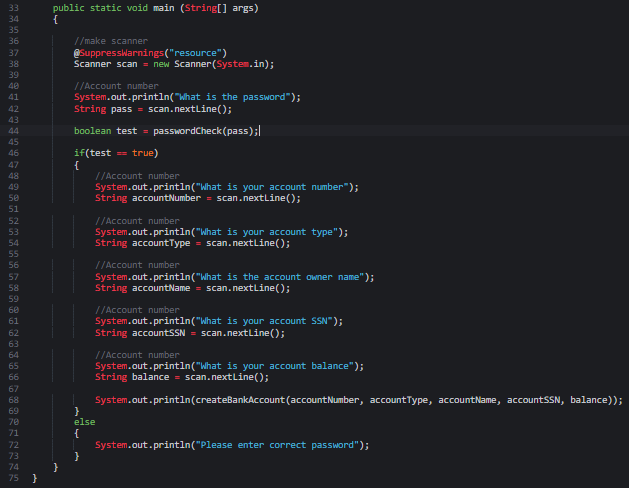 33 public static void main (String[] args)
34 {
35
36 //make scanner
37 @SuppressWarnings("resource")
38 Scanner scan = new Scanner(System.in);
39
40 //Account number
41 System.out.println("What is the password");
42 String pass = scan.nextLine();
43
44 boolean test = passwordCheck(pass);
45
46 if(test == true)
47 {
48 //Account number
49 System.out.println("What is your account number");
50 String accountNumber = scan.nextLine();
51
52 //Account number
53 System.out.println("What is your account type");
54 String accountType = scan.nextLine();
55
56 //Account number
57 System.out.println("What is the account owner name");
58 String accountName = scan.nextLine();
59
60 //Account number
61 System.out.println("What is your account SSN");
62 String accountSSN = scan.nextLine();
63
64 //Account number
65 System.out.println("What is your account balance");
66 String balance = scan.nextLine();
67
68 System.out.println(createBankAccount(accountNumber, accountType, accountName, accountSSN, balance));
69 }
70 else
71 {
72 System.out.println("Please enter correct password");
73 }
74 }
75 }